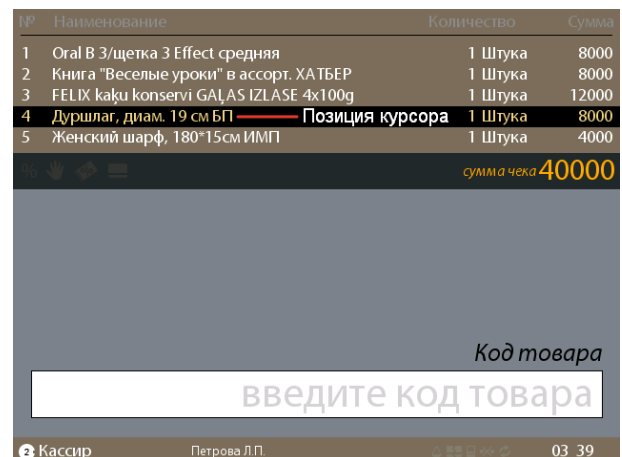 № Наименование Количество Сумма
1 Oral B 3/щетка 3 Effect средняя 1 Штука 8000
2 Книга "Веселые уроки" в ассорт. ХАТБЕР 1 Штука 8000
3 FELIX kaķu konservi GAĻAS IZLASE 4x100g 1 Штука 12000
4 Дуршлаг, диам. 19 см БП Позиция курсора 1 Штука 8000
5 Женский шарф, 180*15см ИМП 1 Штука 4000
% сумма чека 40000
Код товара
введите код товара
2 Кассир Петрова Л.П. 03 39